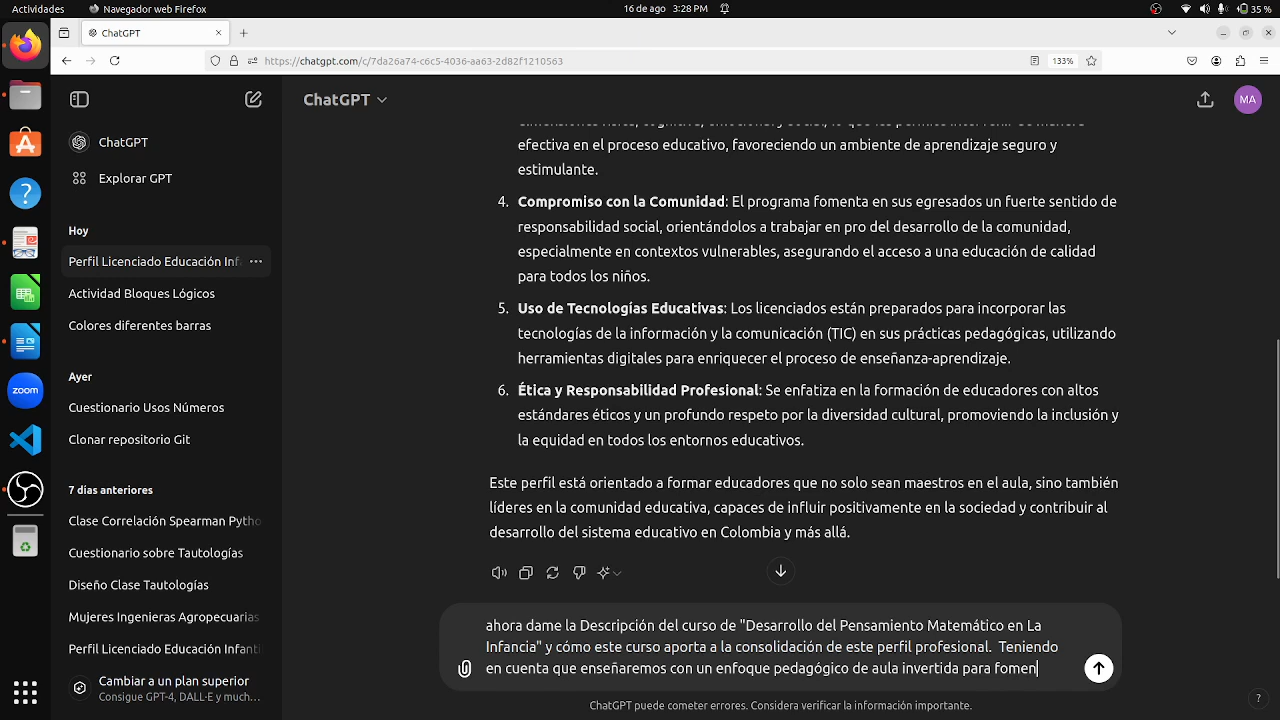 Actividades
Navegador web Firefox
16 de ago 3:28 PM
35 %
ChatGPT
https://chatgpt.com/c/7da26a74-c6c5-4036-aa63-2d82f1210563
133%
ChatGPT
Explorar GPT
Hoy
Perfil Licenciado Educación Inf
Actividad Bloques Lógicos
Colores diferentes barras
Ayer
Cuestionario Usos Números
Clonar repositorio Git
7 días anteriores
Clase Correlación Spearman Pytho
Cuestionario sobre Tautologías
Diseño Clase Tautologías
Mujeres Ingenieras Agropecuarias
Perfil Licenciado Educación Infanti
Cambiar a un plan superior
Consigue GPT-4, DALL·E y muck...
zoom
ChatGPT
MA
dimensiones física, cognitiva, emocional y social, lo que les permite intervenir de manera
efectiva en el proceso educativo, favoreciendo un ambiente de aprendizaje seguro y
estimulante.
4. Compromiso con la Comunidad: El programa fomenta en sus egresados un fuerte sentido de
responsabilidad social, orientándolos a trabajar en pro del desarrollo de la comunidad,
especialmente en contextos vulnerables, asegurando el acceso a una educación de calidad
para todos los niños.
5. Uso de Tecnologías Educativas: Los licenciados están preparados para incorporar las
tecnologías de la información y la comunicación (TIC) en sus prácticas pedagógicas, utilizando
herramientas digitales para enriquecer el proceso de enseñanza-aprendizaje.
6. Ética y Responsabilidad Profesional: Se enfatiza en la formación de educadores con altos
estándares éticos y un profundo respeto por la diversidad cultural, promoviendo la inclusión y
la equidad en todos los entornos educativos.
Este perfil está orientado a formar educadores que no solo sean maestros en el aula, sino también
líderes en la comunidad educativa, capaces de influir positivamente en la sociedad y contribuir al
desarrollo del sistema educativo en Colombia y más allá.
ahora dame la Descripción del curso de "Desarrollo del Pensamiento Matemático en La
Infancia" y cómo este curso aporta a la consolidación de este perfil profesional. Teniendo
en cuenta que enseñaremos con un enfoque pedagógico de aula invertida para fomen
ChatGPT puede cometer errores. Considera verificar la información importante.
?